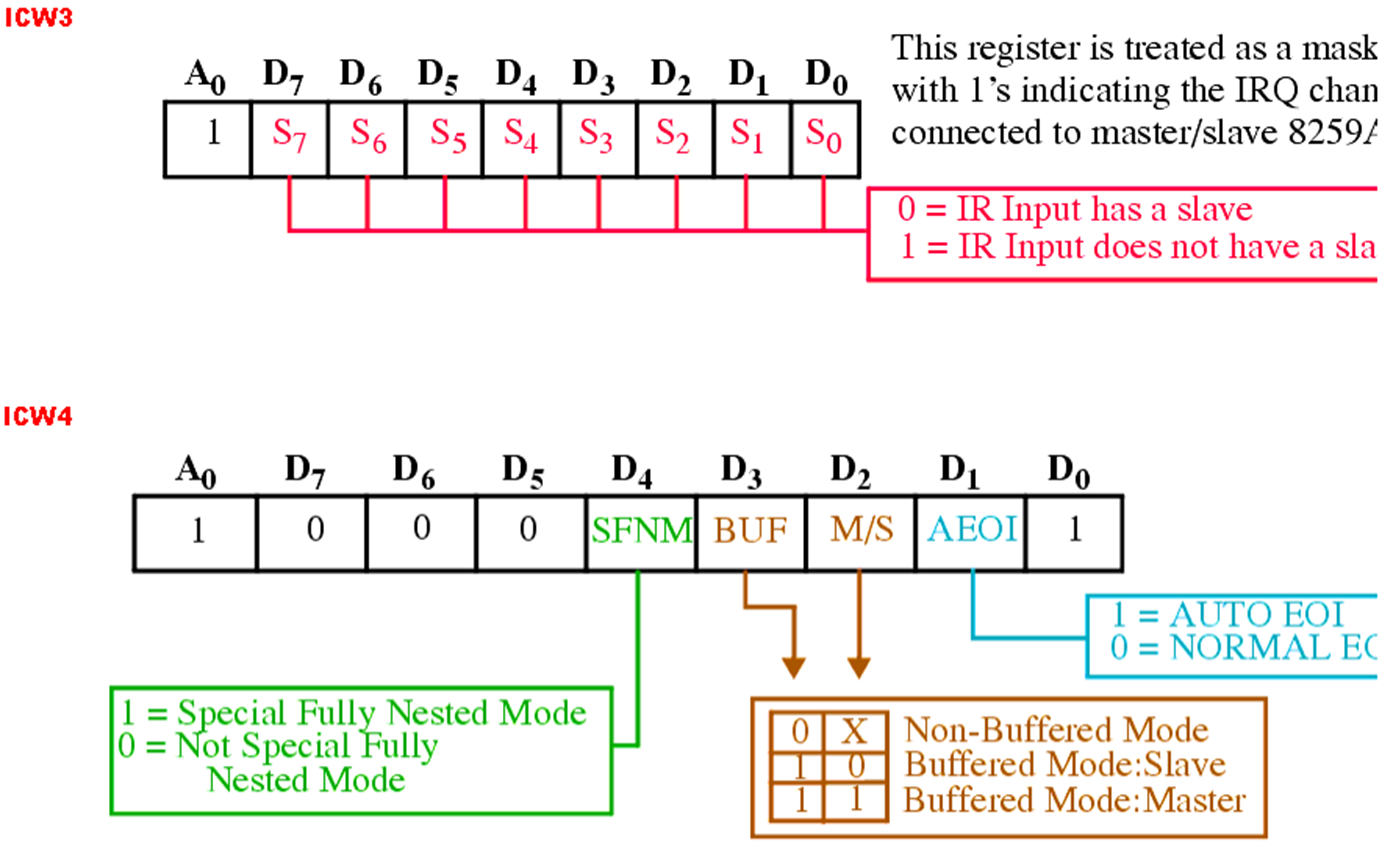 ICW3
A0 D7 D6 D5 D4 D3 D2 D1 D0
1 S7 S6 S5 S4 S3 S2 S1 S0
This register is treated as a mask
with 1's indicating the IRQ chan
connected to master/slave 8259A
0 = IR Input has a slave
1 = IR Input does not have a sla
ICW4
A0 D7 D6 D5 D4 D3 D2 D1 D0
1 0 0 0 SFNM BUF M/S AEOI 1
1 = AUTO EOI
0 = NORMAL EO
1 = Special Fully Nested Mode
0 = Not Special Fully
Nested Mode
0 X Non-Buffered Mode
1 0 Buffered Mode:Slave
1 1 Buffered Mode:Master